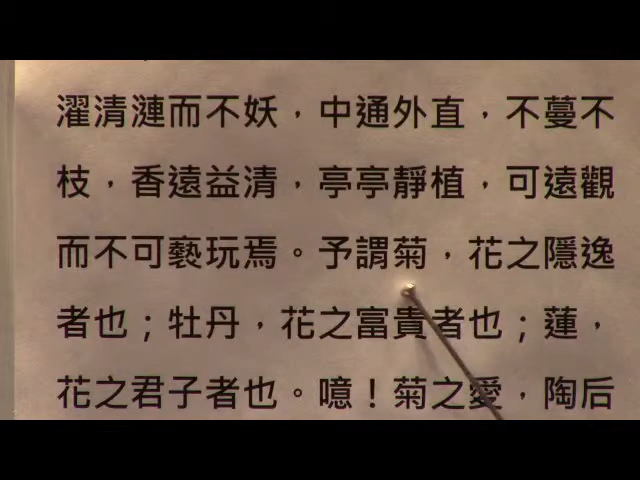 濯清漣而不妖，中通外直，不蔓不
枝，香遠益清，亭亭靜植，可遠觀
而不可褻玩焉。予謂菊，花之隱逸
者也；牡丹，花之富貴者也；蓮，
花之君子者也。噫！菊之愛，陶后